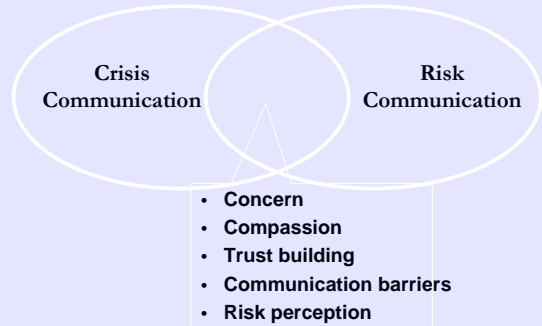 Crisis
Communication
Risk
Communication
• Concern
• Compassion
• Trust building
• Communication barriers
• Risk perception